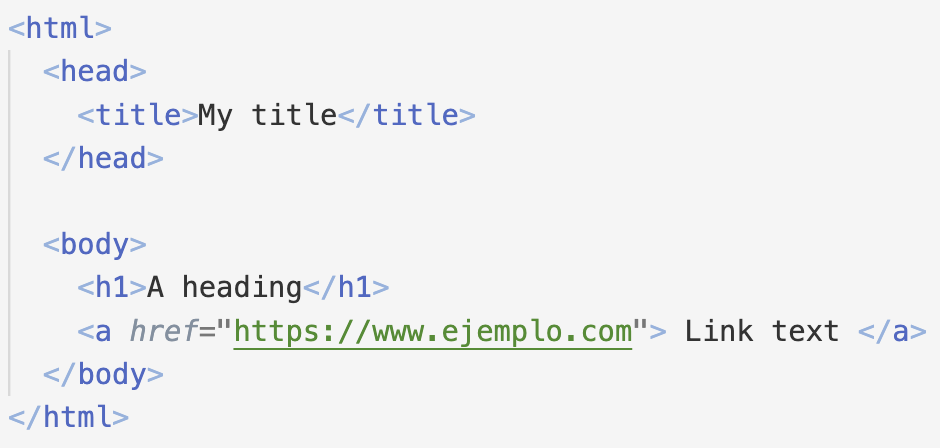 <html>
<head>
<title>My title</title>
</head>
<body>
<h1>A heading</h1>
<a href="https://www.ejemplo.com"> Link text </a>
</body>
</html>